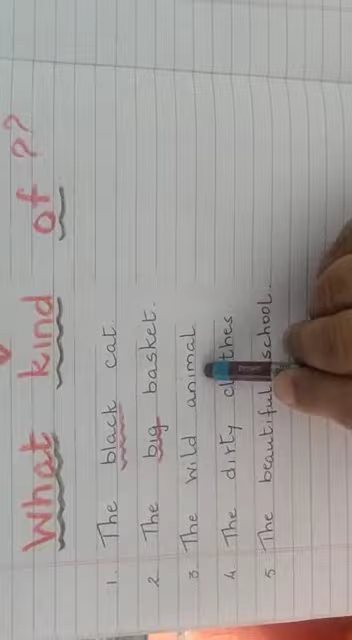 What kind of ??
1. The black cat.
2. The big basket.
3 The wild animal
4 The dirty clothes.
5 The beautiful school.